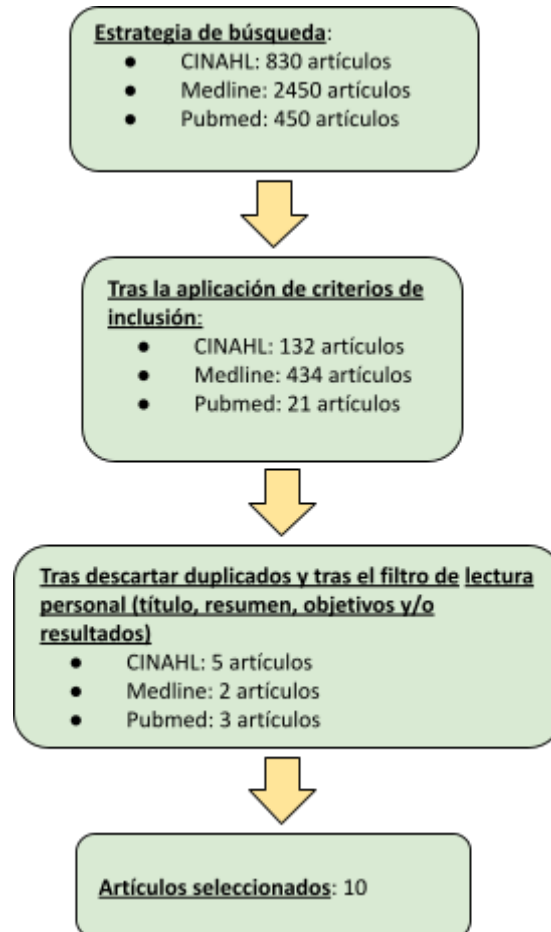 Estrategia de búsqueda:
● CINAHL: 830 artículos
● Medline: 2450 artículos
● Pubmed: 450 artículos
Tras la aplicación de criterios de
inclusión:
● CINAHL: 132 artículos
● Medline: 434 artículos
● Pubmed: 21 artículos
Tras descartar duplicados y tras el filtro de lectura
personal (título, resumen, objetivos y/o
resultados)
● CINAHL: 5 artículos
● Medline: 2 artículos
● Pubmed: 3 artículos
Artículos seleccionados: 10